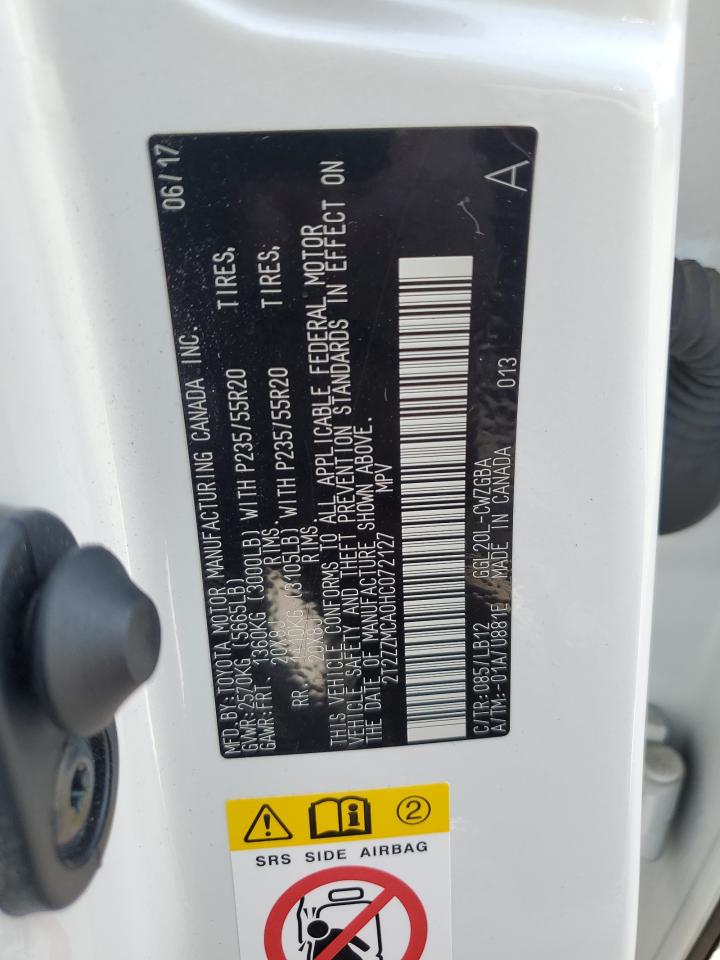 06/17
MFD. BY: TOYOTA MOTOR MANUFACTURING CANADA INC.
GVWR: 2570KG (5665LB)
GAWR: FRT. 1360KG (3000LB) WITH P235/55R20 TIRES,
20X8J RIMS.
RR. 1410KG (3105LB) WITH P235/55R20 TIRES,
20X8J RIMS.
THIS VEHICLE CONFORMS TO ALL APPLICABLE FEDERAL MOTOR
VEHICLE SAFETY AND THEFT PREVENTION STANDARDS IN EFFECT ON
THE DATE OF MANUFACTURE SHOWN ABOVE.
2T2ZZMCA0HC072127 MPV
C/TR: 085/LB12 GGL20L-CWZGBA
A/TM: -01A/U881E MADE IN CANADA 013
A
2
SRS SIDE AIRBAG